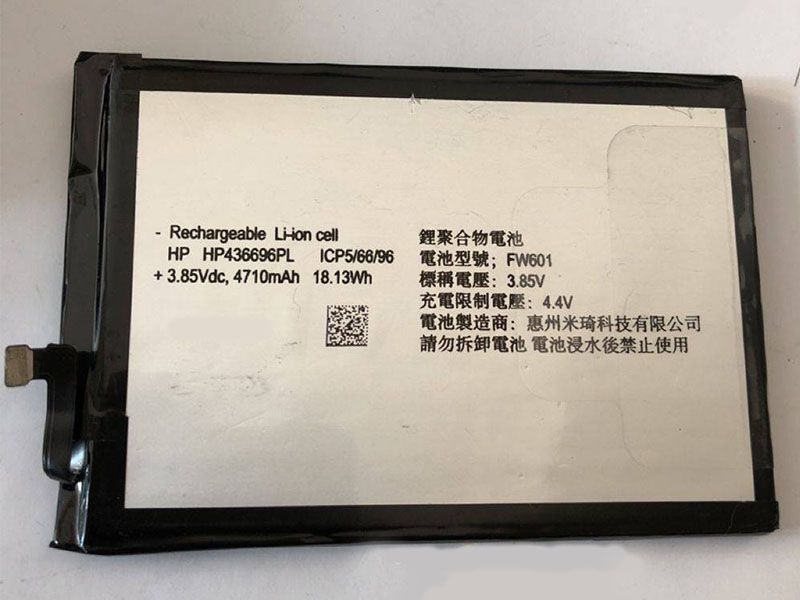 - Rechargeable Li-ion cell
HP HP436696PL ICP5/66/96
+ 3.85Vdc, 4710mAh 18.13Wh
鋰聚合物電池
電池型號; FW601
標稱電壓: 3.85V
充電限制電壓: 4.4V
電池製造商: 惠州米琦科技有限公司
請勿拆卸電池 電池浸水後禁止使用